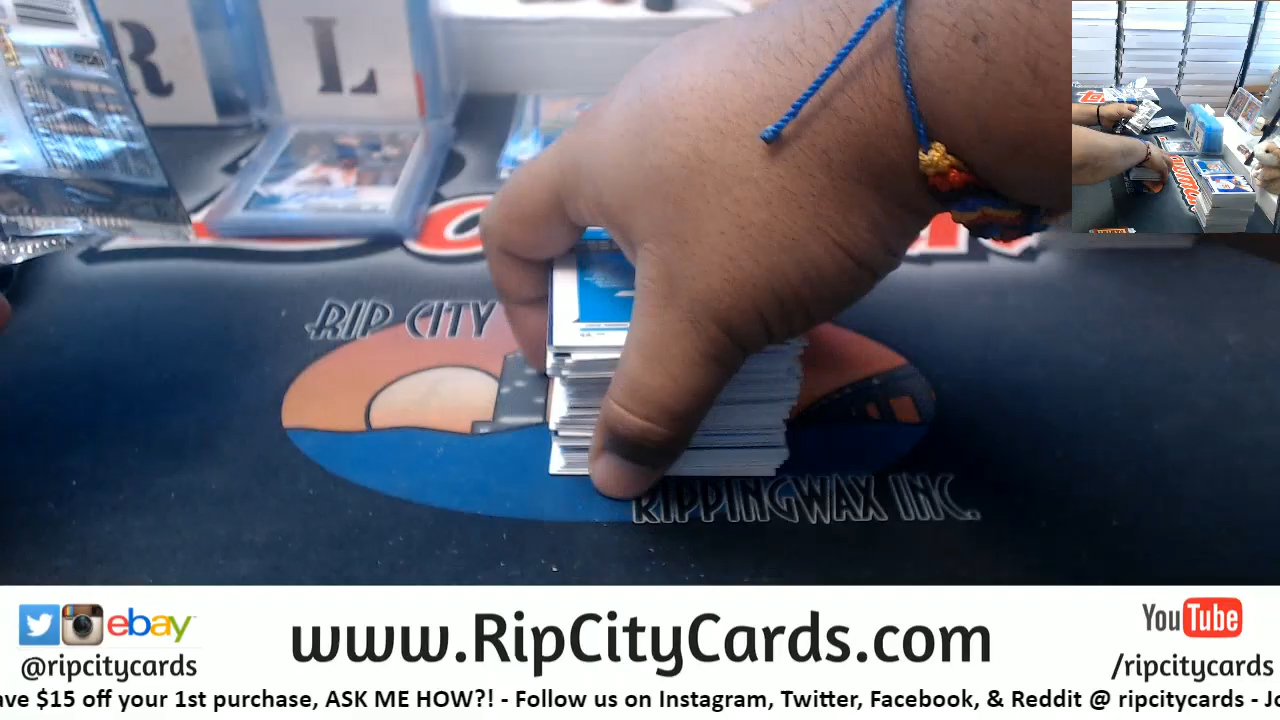 R L
RIP CITY
RIPPINGWAX INC.
ebay
@ripcitycards
www.RipCityCards.com
YouTube
/ripcitycards
ave $15 off your 1st purchase, ASK ME HOW?! - Follow us on Instagram, Twitter, Facebook, & Reddit @ ripcitycards - Jo